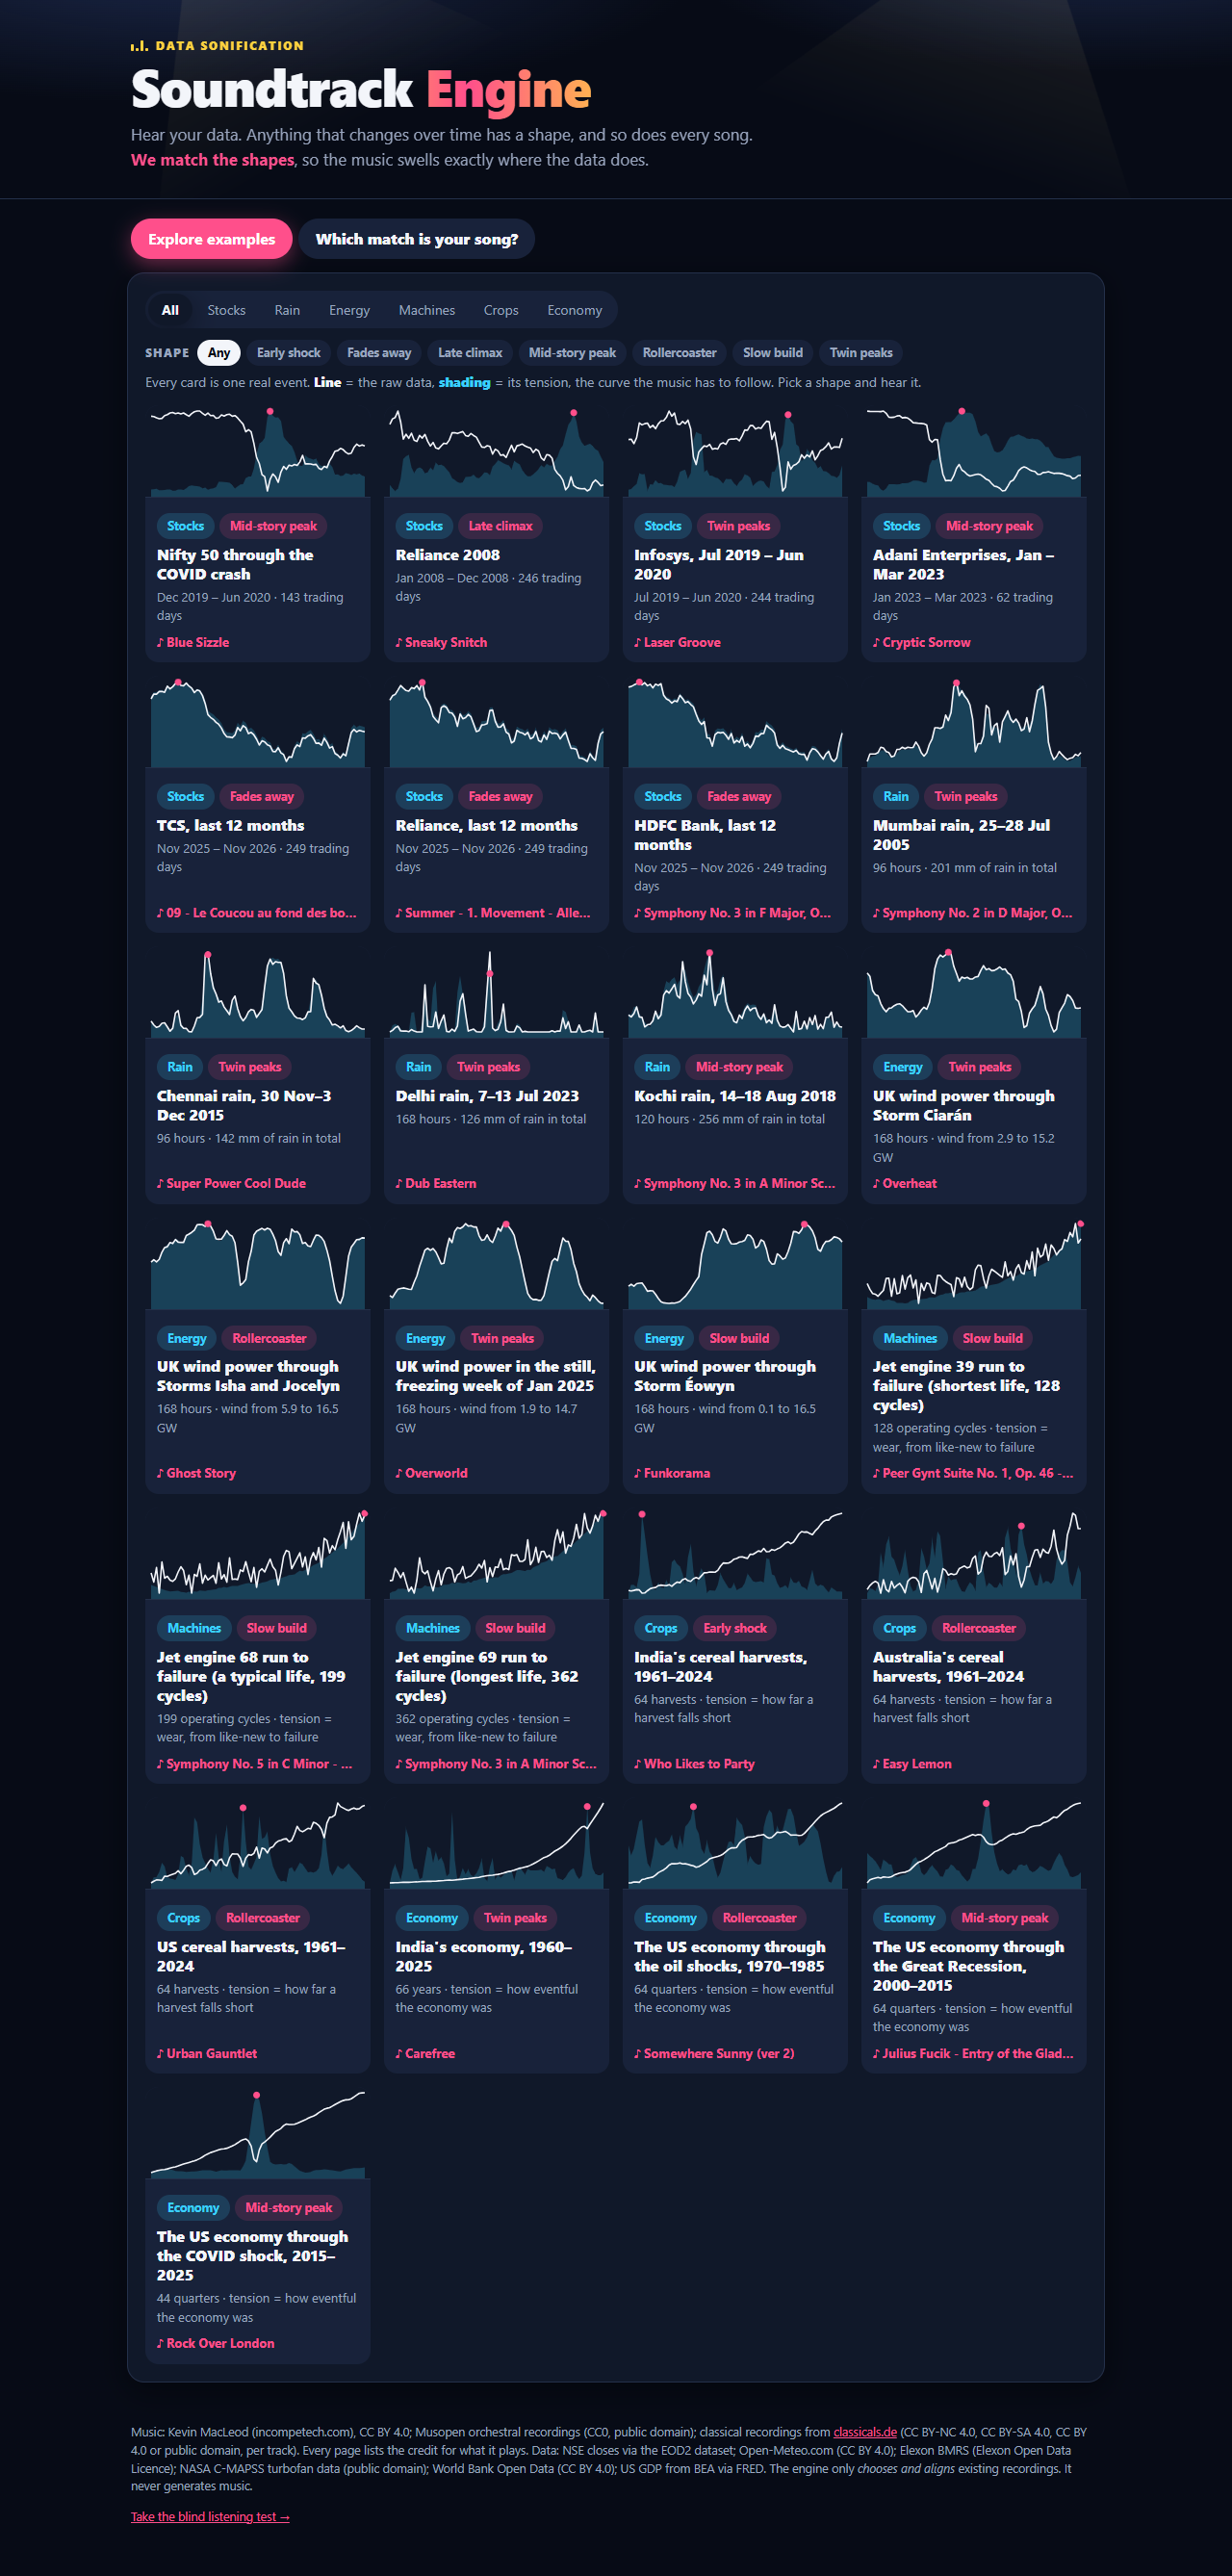 DATA SONIFICATION
Soundtrack Engine
Hear your data. Anything that changes over time has a shape, and so does every song.
We match the shapes, so the music swells exactly where the data does.
Explore examples Which match is your song?
All Stocks Rain Energy Machines Crops Economy
SHAPE Any Early shock Fades away Late climax Mid-story peak Rollercoaster Slow build Twin peaks
Every card is one real event. Line = the raw data, shading = its tension, the curve the music has to follow. Pick a shape and hear it.
Stocks Mid-story peak
Nifty 50 through the
COVID crash
Dec 2019 – Jun 2020 · 143 trading
days
♪ Blue Sizzle
Stocks Late climax
Reliance 2008
Jan 2008 – Dec 2008 · 246 trading
days
♪ Sneaky Snitch
Stocks Twin peaks
Infosys, Jul 2019 – Jun
2020
Jul 2019 – Jun 2020 · 244 trading
days
♪ Laser Groove
Stocks Mid-story peak
Adani Enterprises, Jan –
Mar 2023
Jan 2023 – Mar 2023 · 62 trading
days
♪ Cryptic Sorrow
Stocks Fades away
TCS, last 12 months
Nov 2025 – Nov 2026 · 249 trading
days
♪ 09 - Le Coucou au fond des bo...
Stocks Fades away
Reliance, last 12 months
Nov 2025 – Nov 2026 · 249 trading
days
♪ Summer - 1. Movement - Alle...
Stocks Fades away
HDFC Bank, last 12
months
Nov 2025 – Nov 2026 · 249 trading
days
♪ Symphony No. 3 in F Major, O...
Rain Twin peaks
Mumbai rain, 25–28 Jul
2005
96 hours · 201 mm of rain in total
♪ Symphony No. 2 in D Major, O...
Rain Twin peaks
Chennai rain, 30 Nov–3
Dec 2015
96 hours · 142 mm of rain in total
♪ Super Power Cool Dude
Rain Twin peaks
Delhi rain, 7–13 Jul 2023
168 hours · 126 mm of rain in total
♪ Dub Eastern
Rain Mid-story peak
Kochi rain, 14–18 Aug 2018
120 hours · 256 mm of rain in total
♪ Symphony No. 3 in A Minor Sc...
Energy Twin peaks
UK wind power through
Storm Ciarán
168 hours · wind from 2.9 to 15.2
GW
♪ Overheat
Energy Rollercoaster
UK wind power through
Storms Isha and Jocelyn
168 hours · wind from 5.9 to 16.5
GW
♪ Ghost Story
Energy Twin peaks
UK wind power in the still,
freezing week of Jan 2025
168 hours · wind from 1.9 to 14.7
GW
♪ Overworld
Energy Slow build
UK wind power through
Storm Éowyn
168 hours · wind from 0.1 to 16.5
GW
♪ Funkorama
Machines Slow build
Jet engine 39 run to
failure (shortest life, 128
cycles)
128 operating cycles · tension =
wear, from like-new to failure
♪ Peer Gynt Suite No. 1, Op. 46 -...
Machines Slow build
Jet engine 68 run to
failure (a typical life, 199
cycles)
199 operating cycles · tension =
wear, from like-new to failure
♪ Symphony No. 5 in C Minor - ...
Machines Slow build
Jet engine 69 run to
failure (longest life, 362
cycles)
362 operating cycles · tension =
wear, from like-new to failure
♪ Symphony No. 3 in A Minor Sc...
Crops Early shock
India's cereal harvests,
1961–2024
64 harvests · tension = how far a
harvest falls short
♪ Who Likes to Party
Crops Rollercoaster
Australia's cereal
harvests, 1961–2024
64 harvests · tension = how far a
harvest falls short
♪ Easy Lemon
Crops Rollercoaster
US cereal harvests, 1961–
2024
64 harvests · tension = how far a
harvest falls short
♪ Urban Gauntlet
Economy Twin peaks
India's economy, 1960–
2025
66 years · tension = how eventful
the economy was
♪ Carefree
Economy Rollercoaster
The US economy through
the oil shocks, 1970–1985
64 quarters · tension = how eventful
the economy was
♪ Somewhere Sunny (ver 2)
Economy Mid-story peak
The US economy through
the Great Recession,
2000–2015
64 quarters · tension = how eventful
the economy was
♪ Julius Fucik - Entry of the Glad...
Economy Mid-story peak
The US economy through
the COVID shock, 2015–
2025
44 quarters · tension = how eventful
the economy was
♪ Rock Over London
Music: Kevin MacLeod (incompetech.com), CC BY 4.0; Musopen orchestral recordings (CC0, public domain); classical recordings from classicals.de (CC BY-NC 4.0, CC BY-SA 4.0, CC BY
4.0 or public domain, per track). Every page lists the credit for what it plays. Data: NSE closes via the EOD2 dataset; Open-Meteo.com (CC BY 4.0); Elexon BMRS (Elexon Open Data
Licence); NASA C-MAPSS turbofan data (public domain); World Bank Open Data (CC BY 4.0); US GDP from BEA via FRED. The engine only chooses and aligns existing recordings. It
never generates music.
Take the blind listening test →